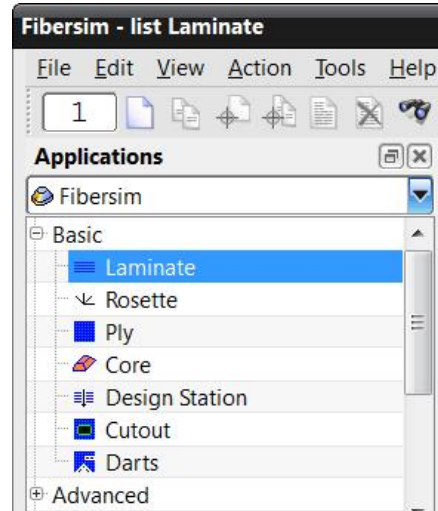 Fibersim - list Laminate
File Edit View Action Tools Help
1
Applications
Fibersim
Basic
Laminate
Rosette
Ply
Core
Design Station
Cutout
Darts
Advanced